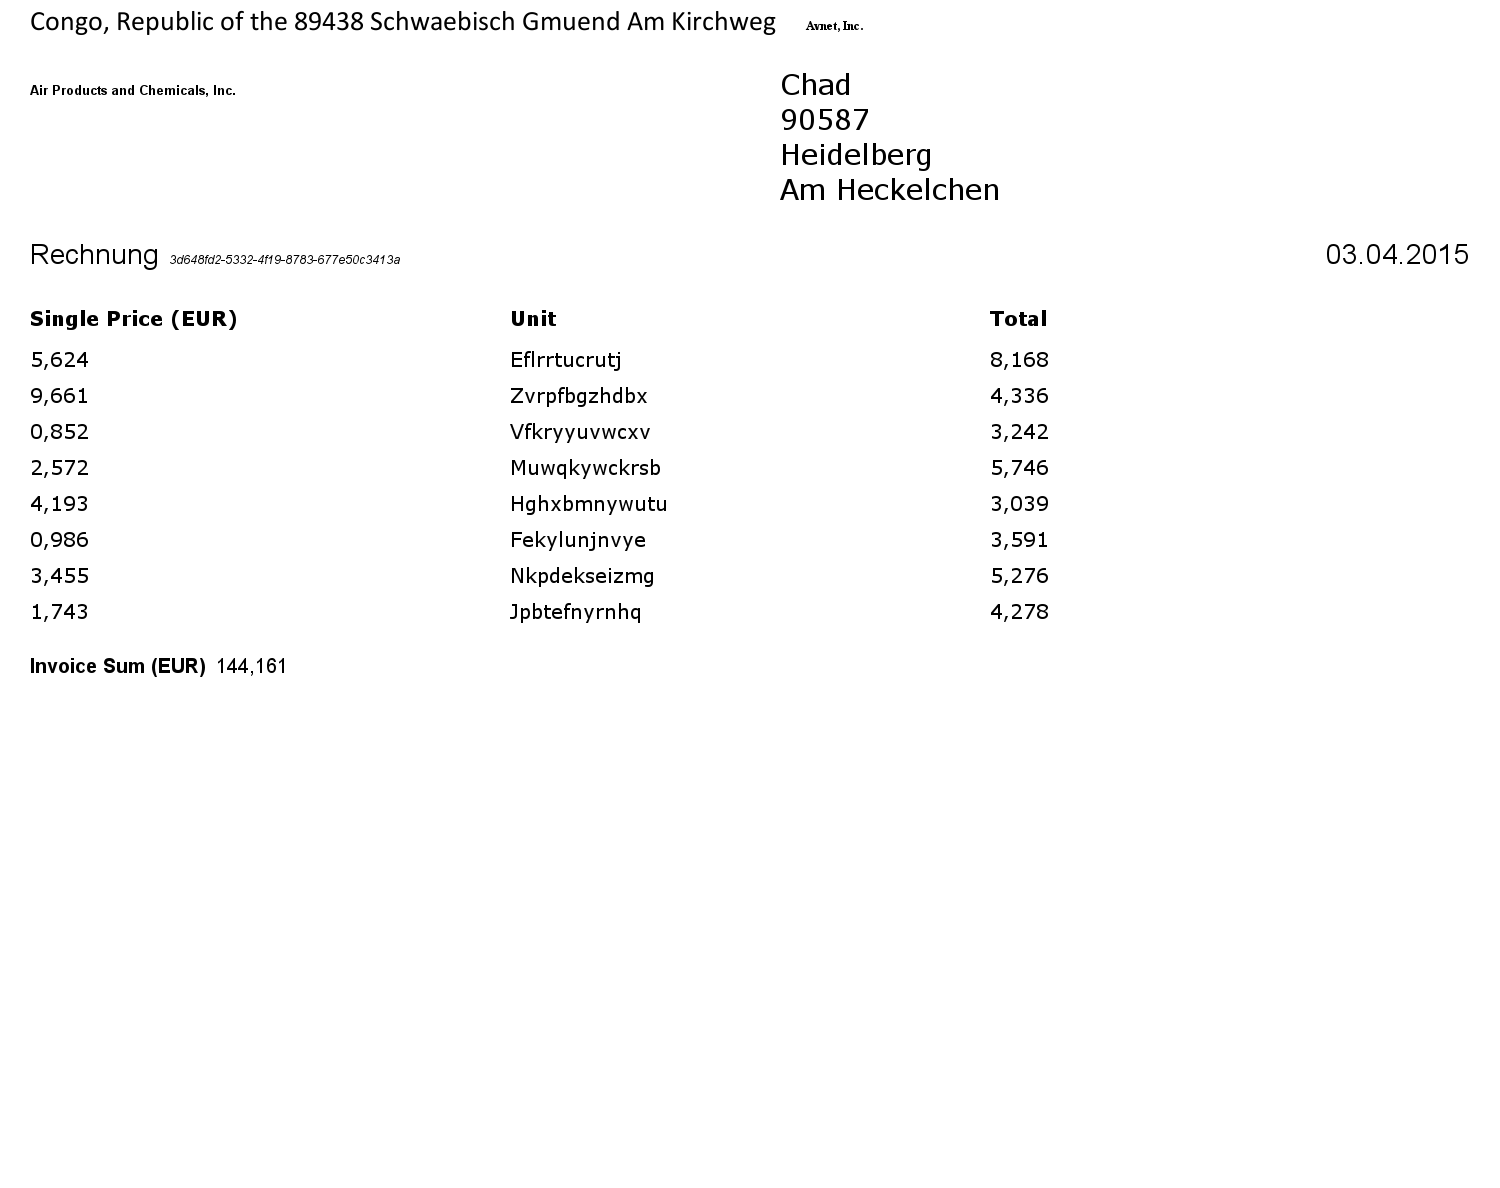 Congo, Republic of the 89438 Schwaebisch Gmuend Am Kirchweg Avnet, Inc.
Air Products and Chemicals, Inc.
Chad
90587
Heidelberg
Am Heckelchen
Rechnung 3d648fd2-5332-4f19-8783-677e50c3413a 03.04.2015
Single Price (EUR) Unit Total
5,624 Eflrrtucrutj 8,168
9,661 Zvrpfbgzhdbx 4,336
0,852 Vfkryyuvwcxv 3,242
2,572 Muwqkywckrsb 5,746
4,193 Hghxbmnywutu 3,039
0,986 Fekylunjnvye 3,591
3,455 Nkpdekseizmg 5,276
1,743 Jpbtefnyrnhq 4,278
Invoice Sum (EUR) 144,161